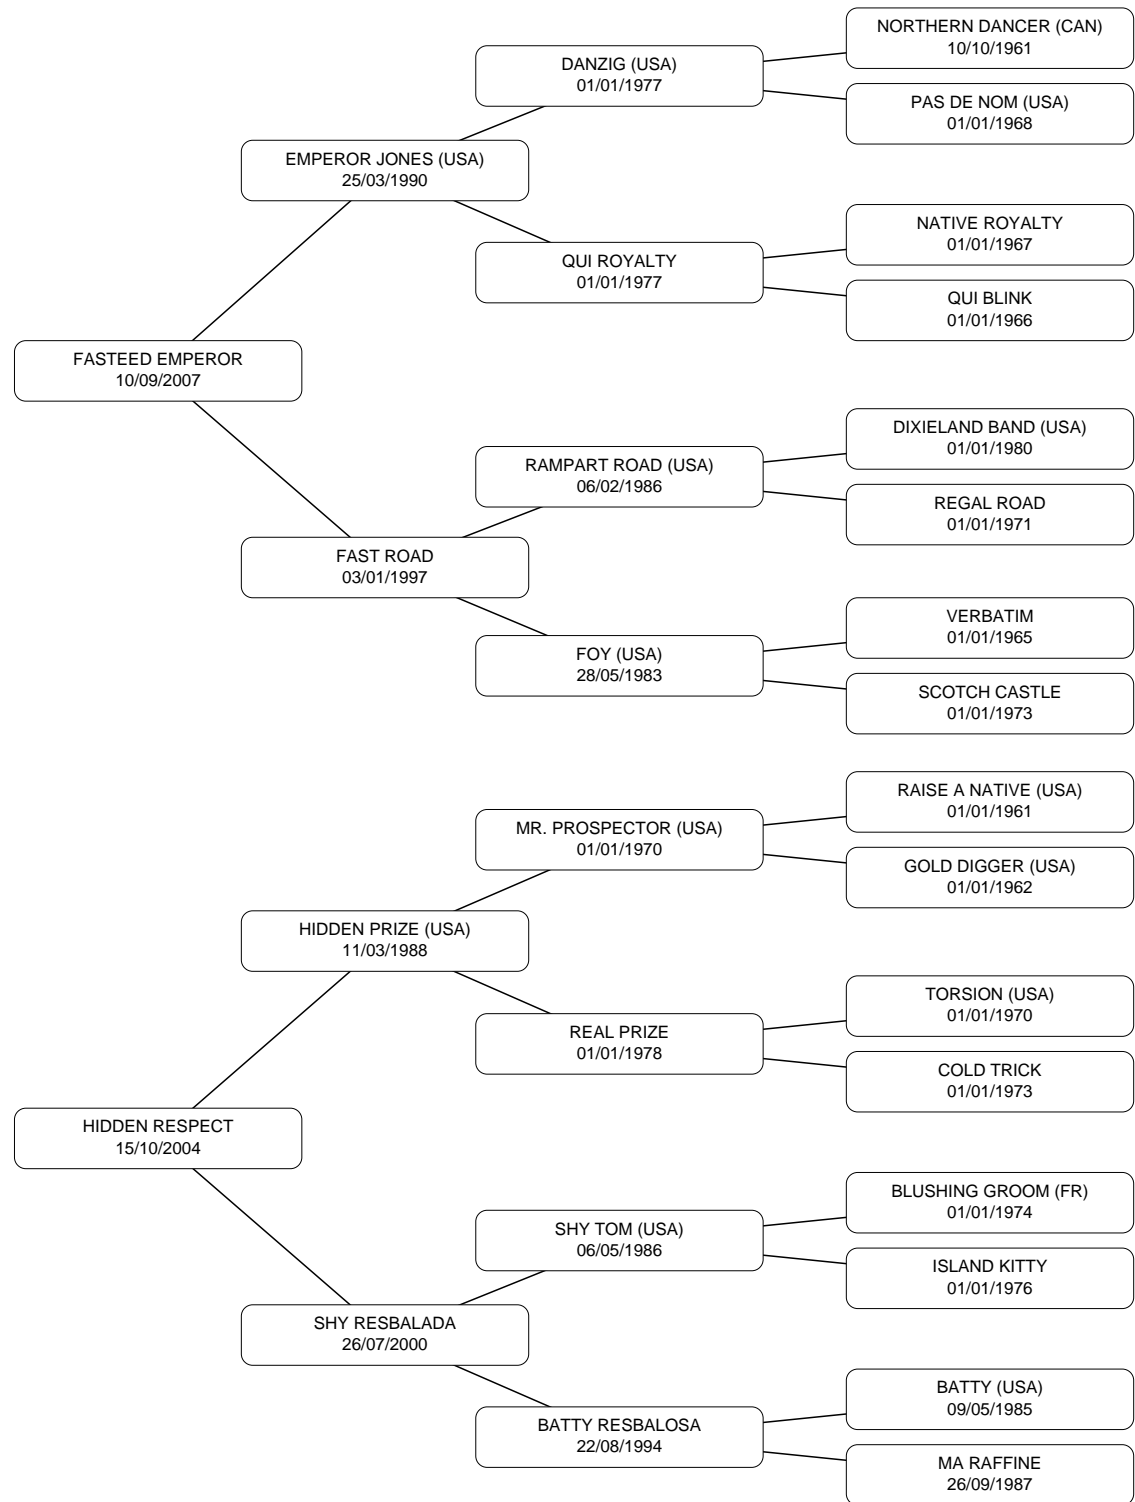 NORTHERN DANCER (CAN)
10/10/1961
DANZIG (USA)
01/01/1977
PAS DE NOM (USA)
01/01/1968
EMPEROR JONES (USA)
25/03/1990
NATIVE ROYALTY
01/01/1967
QUI ROYALTY
01/01/1977
QUI BLINK
01/01/1966
FASTEED EMPEROR
10/09/2007
DIXIELAND BAND (USA)
01/01/1980
RAMPART ROAD (USA)
06/02/1986
REGAL ROAD
01/01/1971
FAST ROAD
03/01/1997
VERBATIM
01/01/1965
FOY (USA)
28/05/1983
SCOTCH CASTLE
01/01/1973
RAISE A NATIVE (USA)
01/01/1961
MR. PROSPECTOR (USA)
01/01/1970
GOLD DIGGER (USA)
01/01/1962
HIDDEN PRIZE (USA)
11/03/1988
TORSION (USA)
01/01/1970
REAL PRIZE
01/01/1978
COLD TRICK
01/01/1973
HIDDEN RESPECT
15/10/2004
BLUSHING GROOM (FR)
01/01/1974
SHY TOM (USA)
06/05/1986
ISLAND KITTY
01/01/1976
SHY RESBALADA
26/07/2000
BATTY (USA)
09/05/1985
BATTY RESBALOSA
22/08/1994
MA RAFFINE
26/09/1987